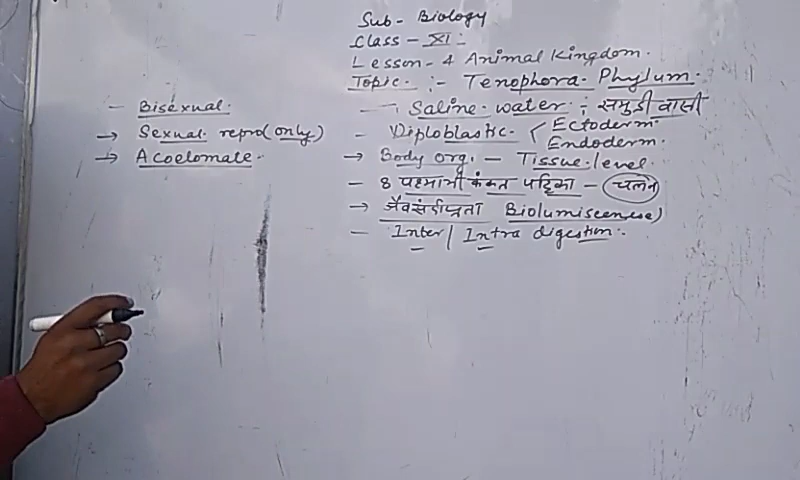 Sub - Biology
Class - XI :
Lesson - 4 Animal Kingdom.
Topic :- Tenophora Phylum.
- Saline water ; समुद्री वासी
- Diploblastic. < Ectoderm.
Endoderm.
→ Body org. - Tissue level.
- 8 पक्ष्माभी कंकत पट्टिका - चलन
→ जैवसंदीप्तता Biolumiscenese)
- Inter / Intra digestion.
- Bisexual.
→ Sexual repro(only)
→ Acoelomate.